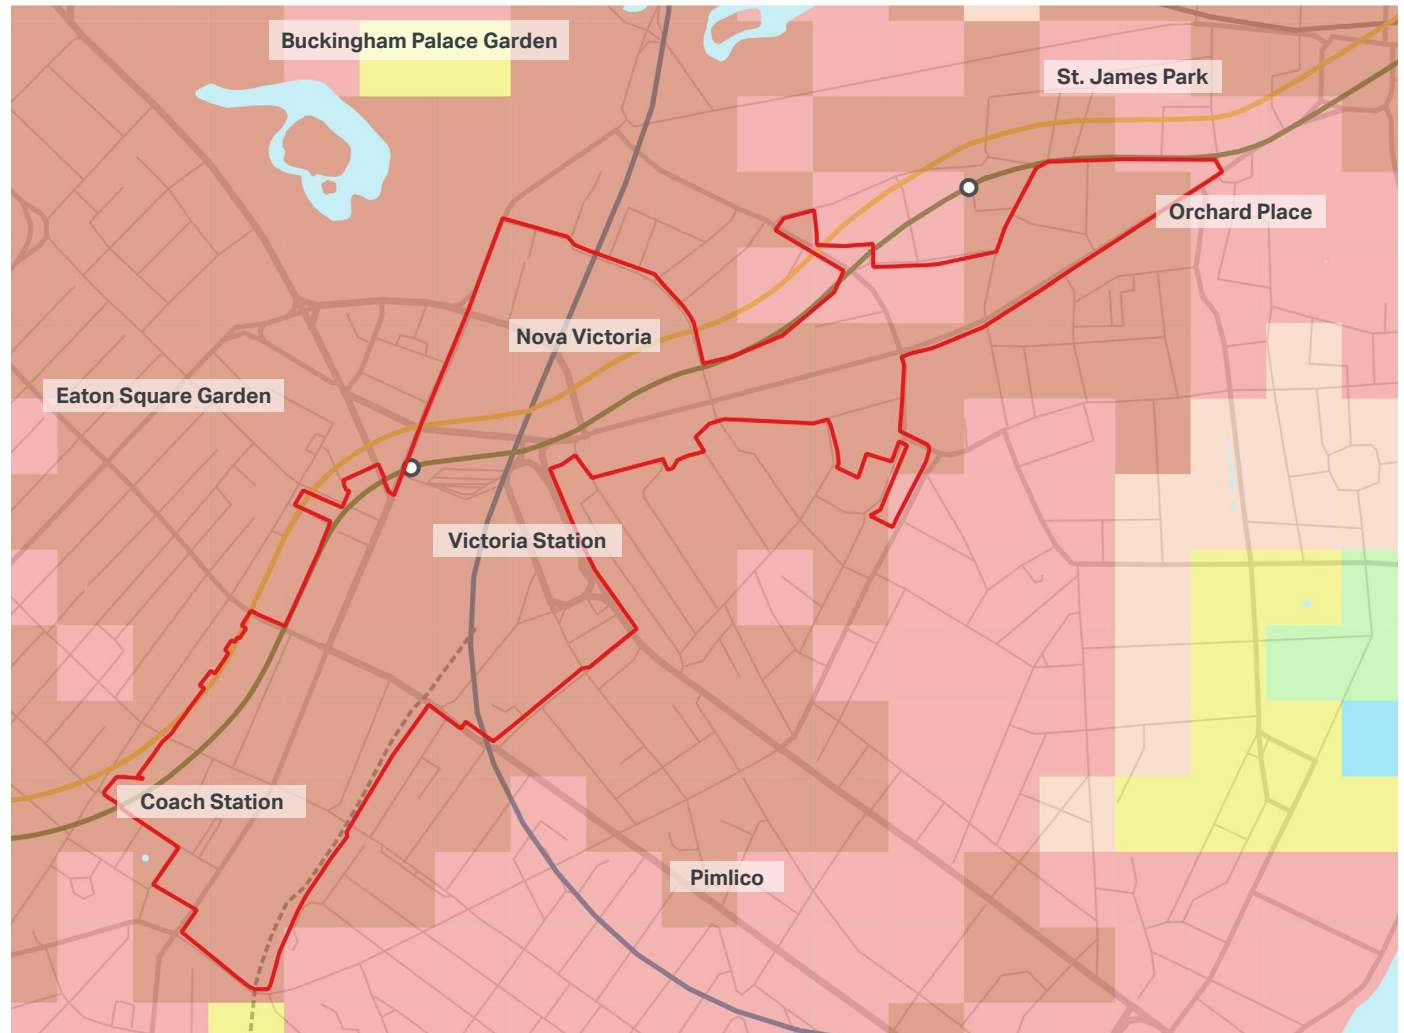 Buckingham Palace Garden
St. James Park
Orchard Place
Nova Victoria
Eaton Square Garden
Victoria Station
Coach Station
Pimlico